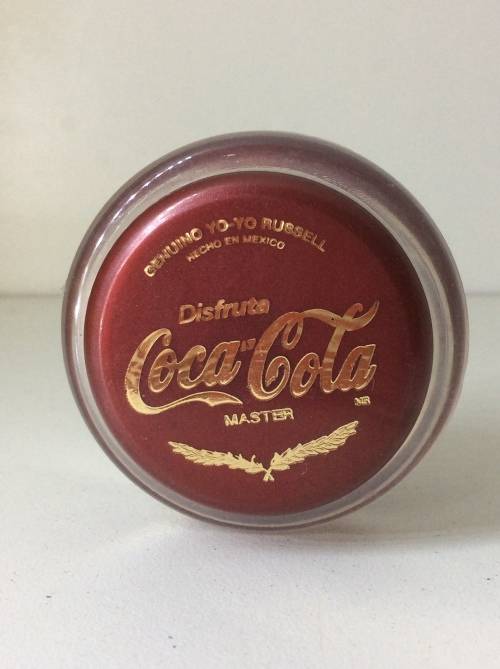 GENUINO YO-YO RUSSELL
HECHO EN MEXICO
Disfruta
Coca-Cola
MASTER
MR